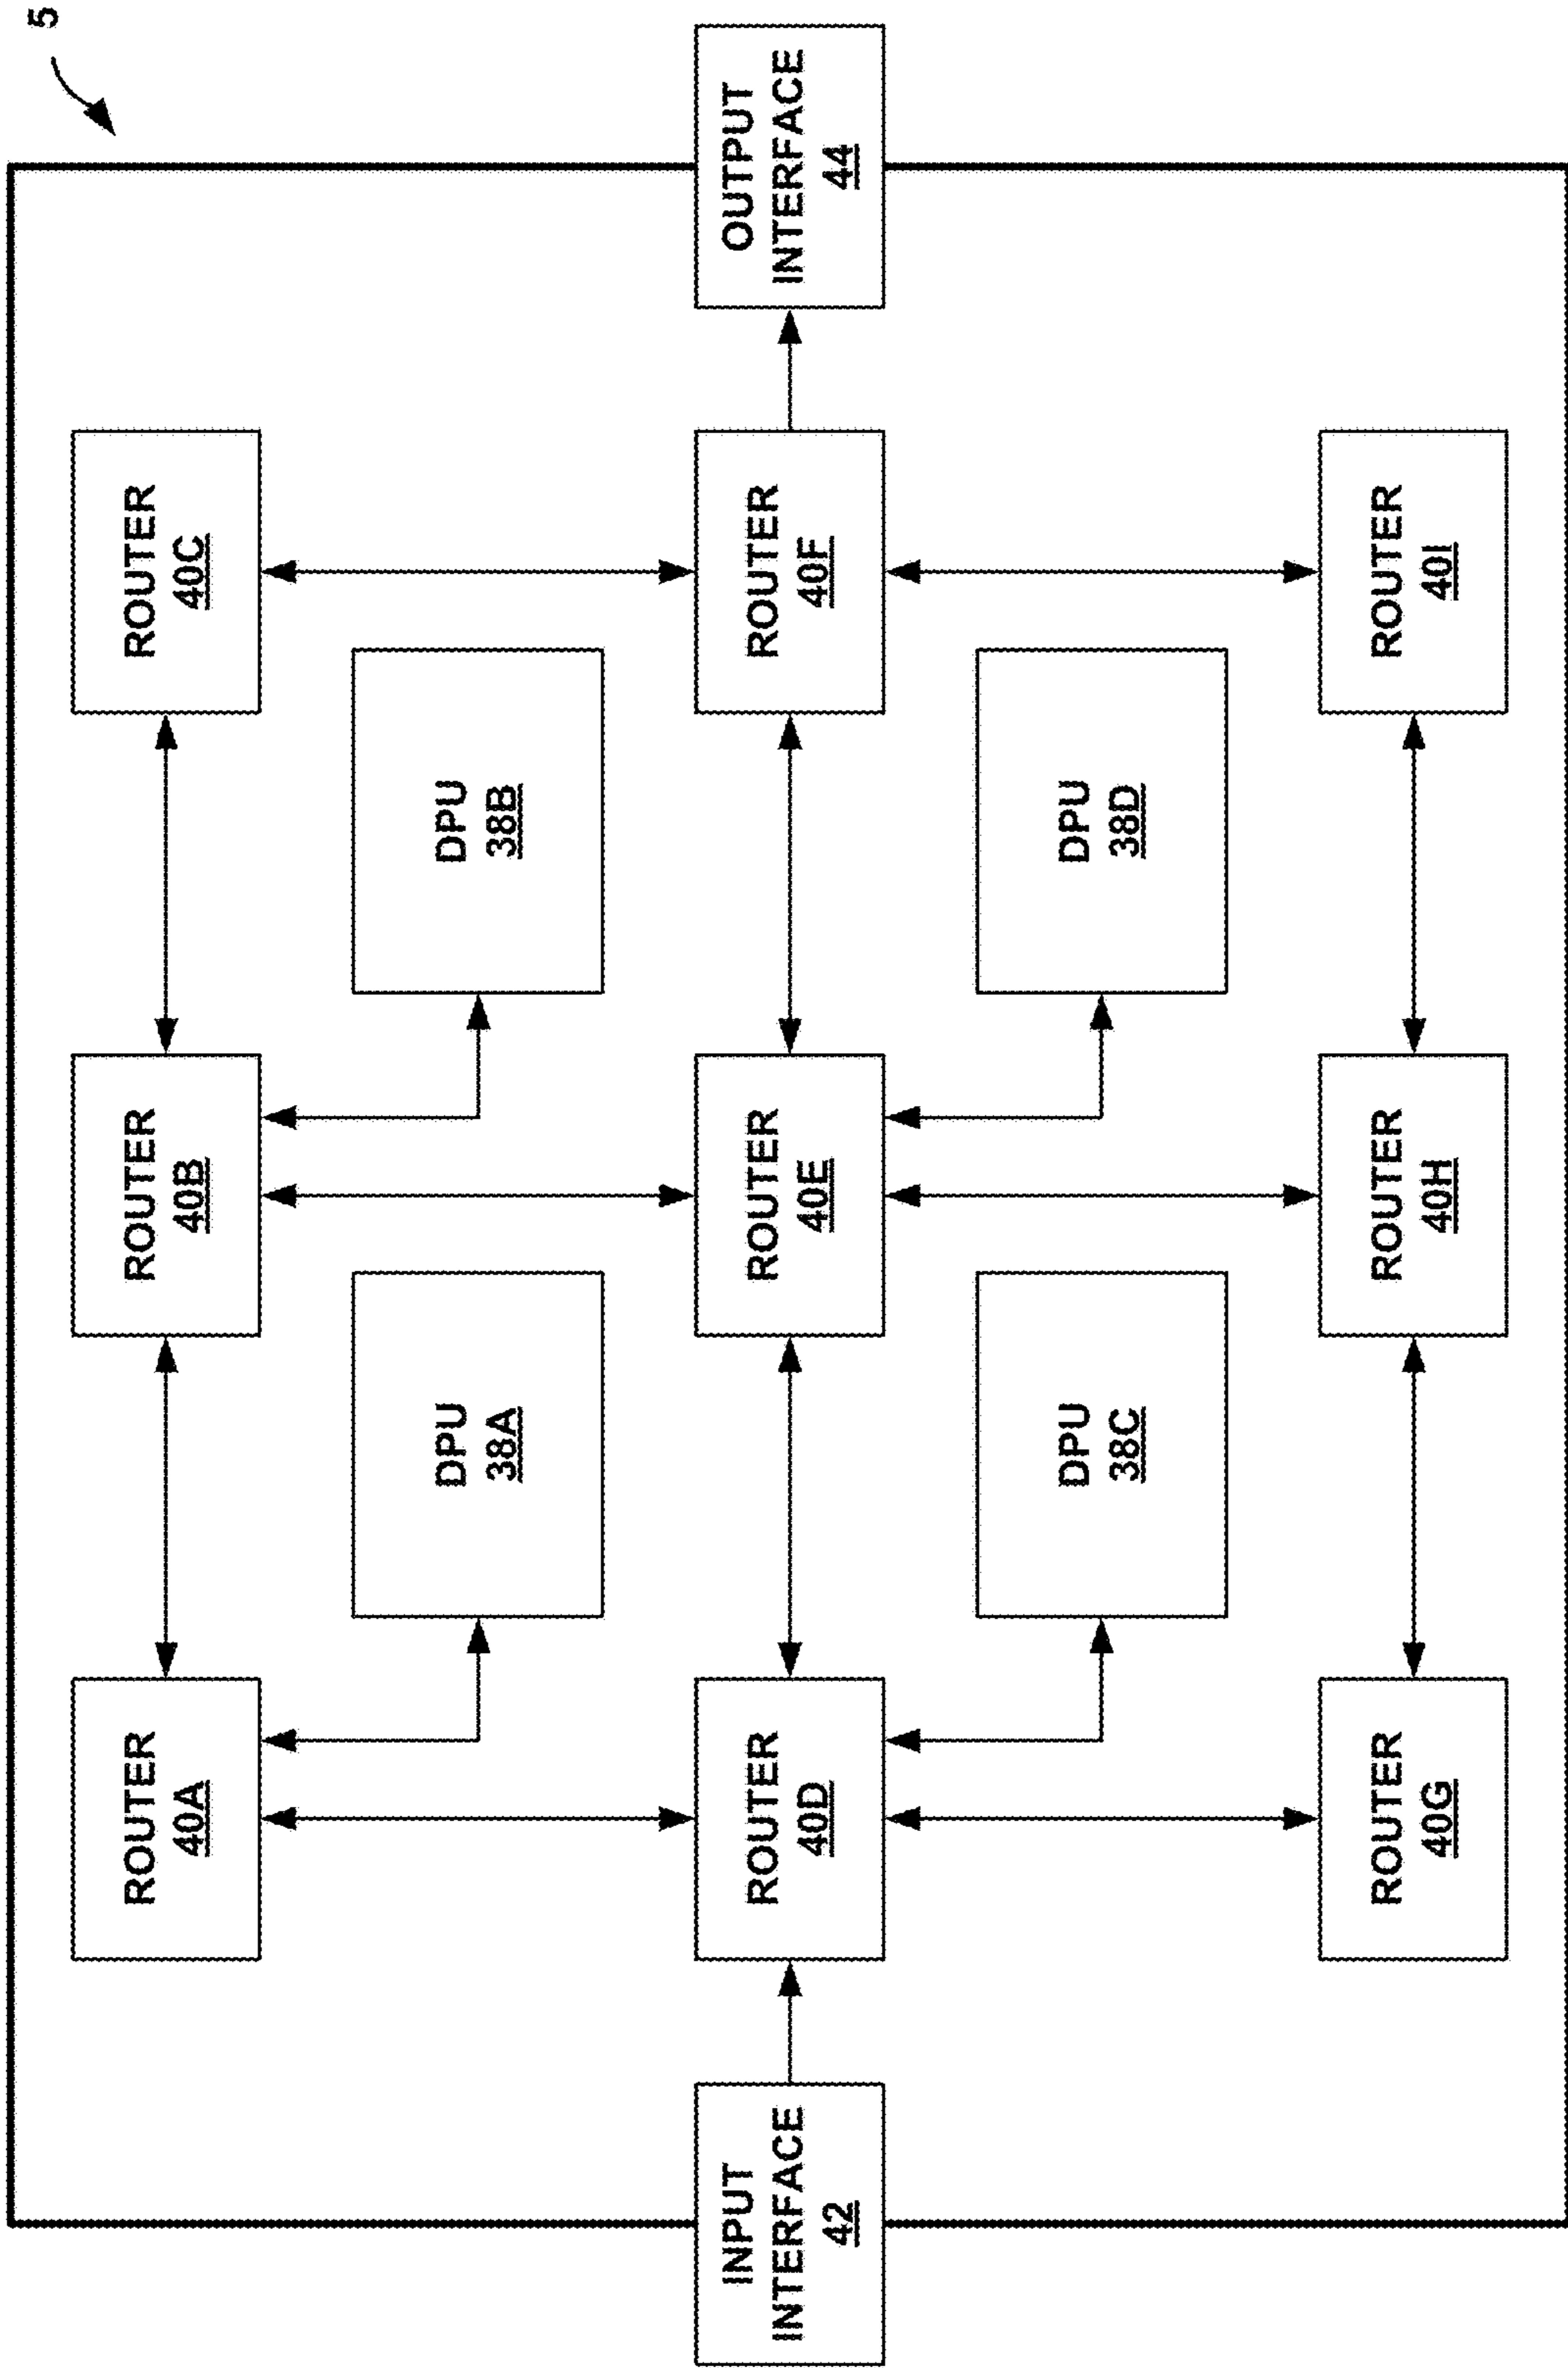 5
ROUTER
40A
ROUTER
40B
ROUTER
40C
DPU
38A
DPU
38B
INPUT
INTERFACE
42
ROUTER
40D
ROUTER
40E
ROUTER
40F
OUTPUT
INTERFACE
44
DPU
38C
DPU
38D
ROUTER
40G
ROUTER
40H
ROUTER
40I